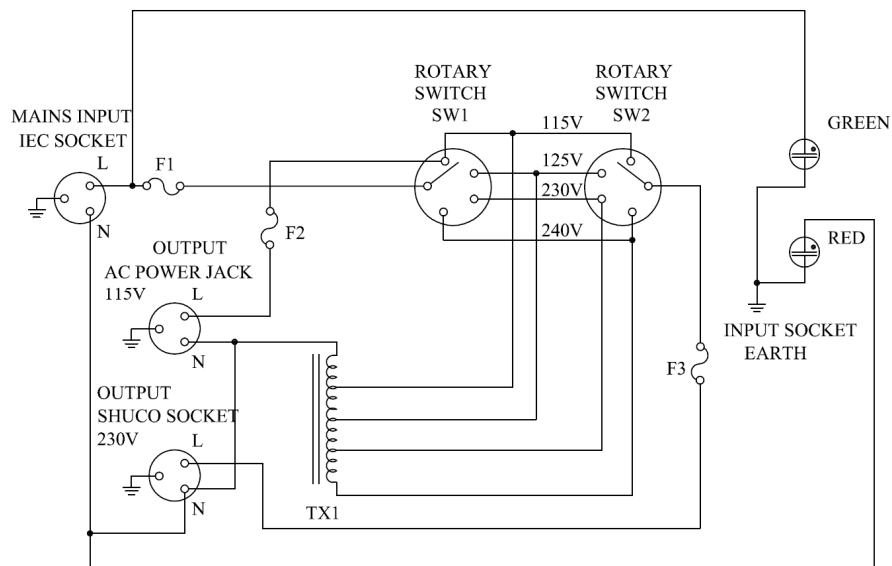 MAINS INPUT
IEC SOCKET
L
N
F1
F2
ROTARY
SWITCH
SW1
ROTARY
SWITCH
SW2
115V
125V
230V
240V
GREEN
RED
INPUT SOCKET
EARTH
F3
OUTPUT
AC POWER JACK
115V
L
N
OUTPUT
SHUCO SOCKET
230V
L
N
TX1